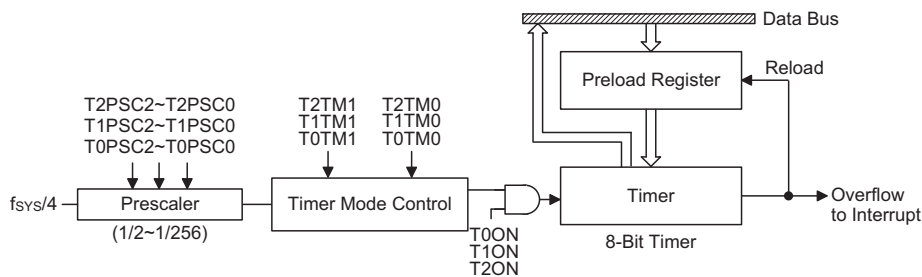 Data Bus
Preload Register
Reload
T2PSC2~T2PSC0
T1PSC2~T1PSC0
T0PSC2~T0PSC0
T2TM1
T1TM1
T0TM1
T2TM0
T1TM0
T0TM0
fSYS/4
Prescaler
(1/2~1/256)
Timer Mode Control
T0ON
T1ON
T2ON
Timer
8-Bit Timer
Overflow
to Interrupt